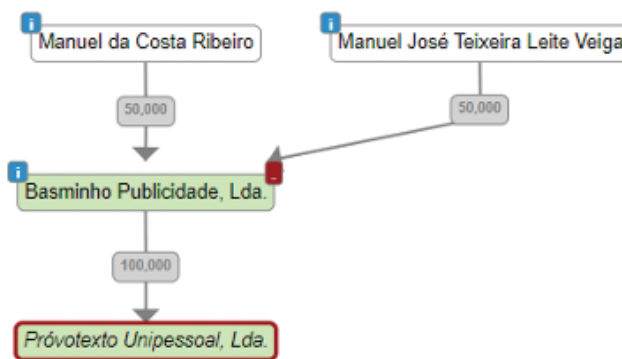 Manuel da Costa Ribeiro
Manuel José Teixeira Leite Veiga
50,000
50,000
Basminho Publicidade, Lda.
100,000
Próvotexto Unipessoal, Lda.